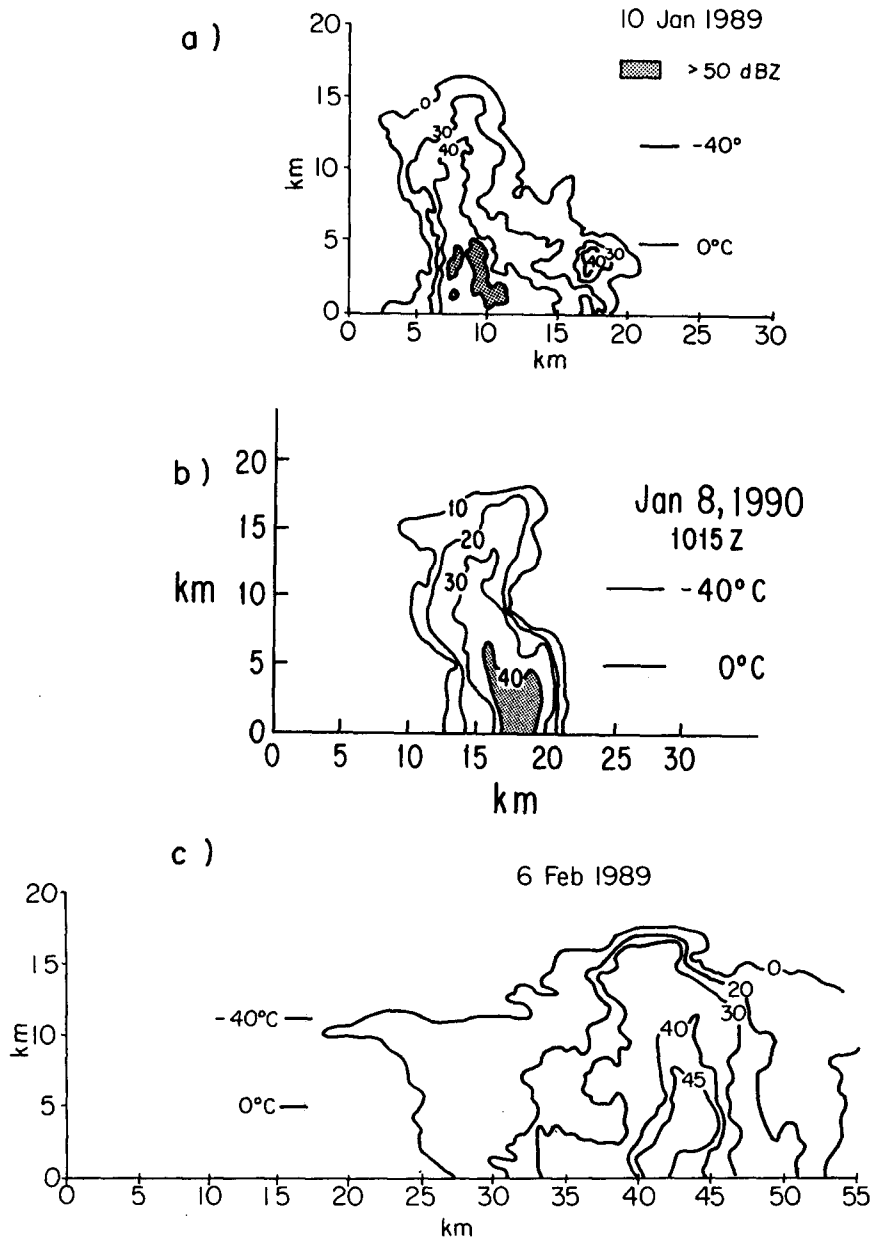 a )
10 Jan 1989
> 50 dBZ
-40°
0°C
20
15
10
5
0
km
0
30
40
40
30
0 5 10 15 20 25 30
km
b )
Jan 8, 1990
1015 Z
-40°C
0°C
20
15
10
5
0
km
10
20
30
40
0 5 10 15 20 25 30
km
c )
6 Feb 1989
20
15
10
5
0
km
-40°C
0°C
0
20
30
40
45
0 5 10 15 20 25 30 35 40 45 50 55
km